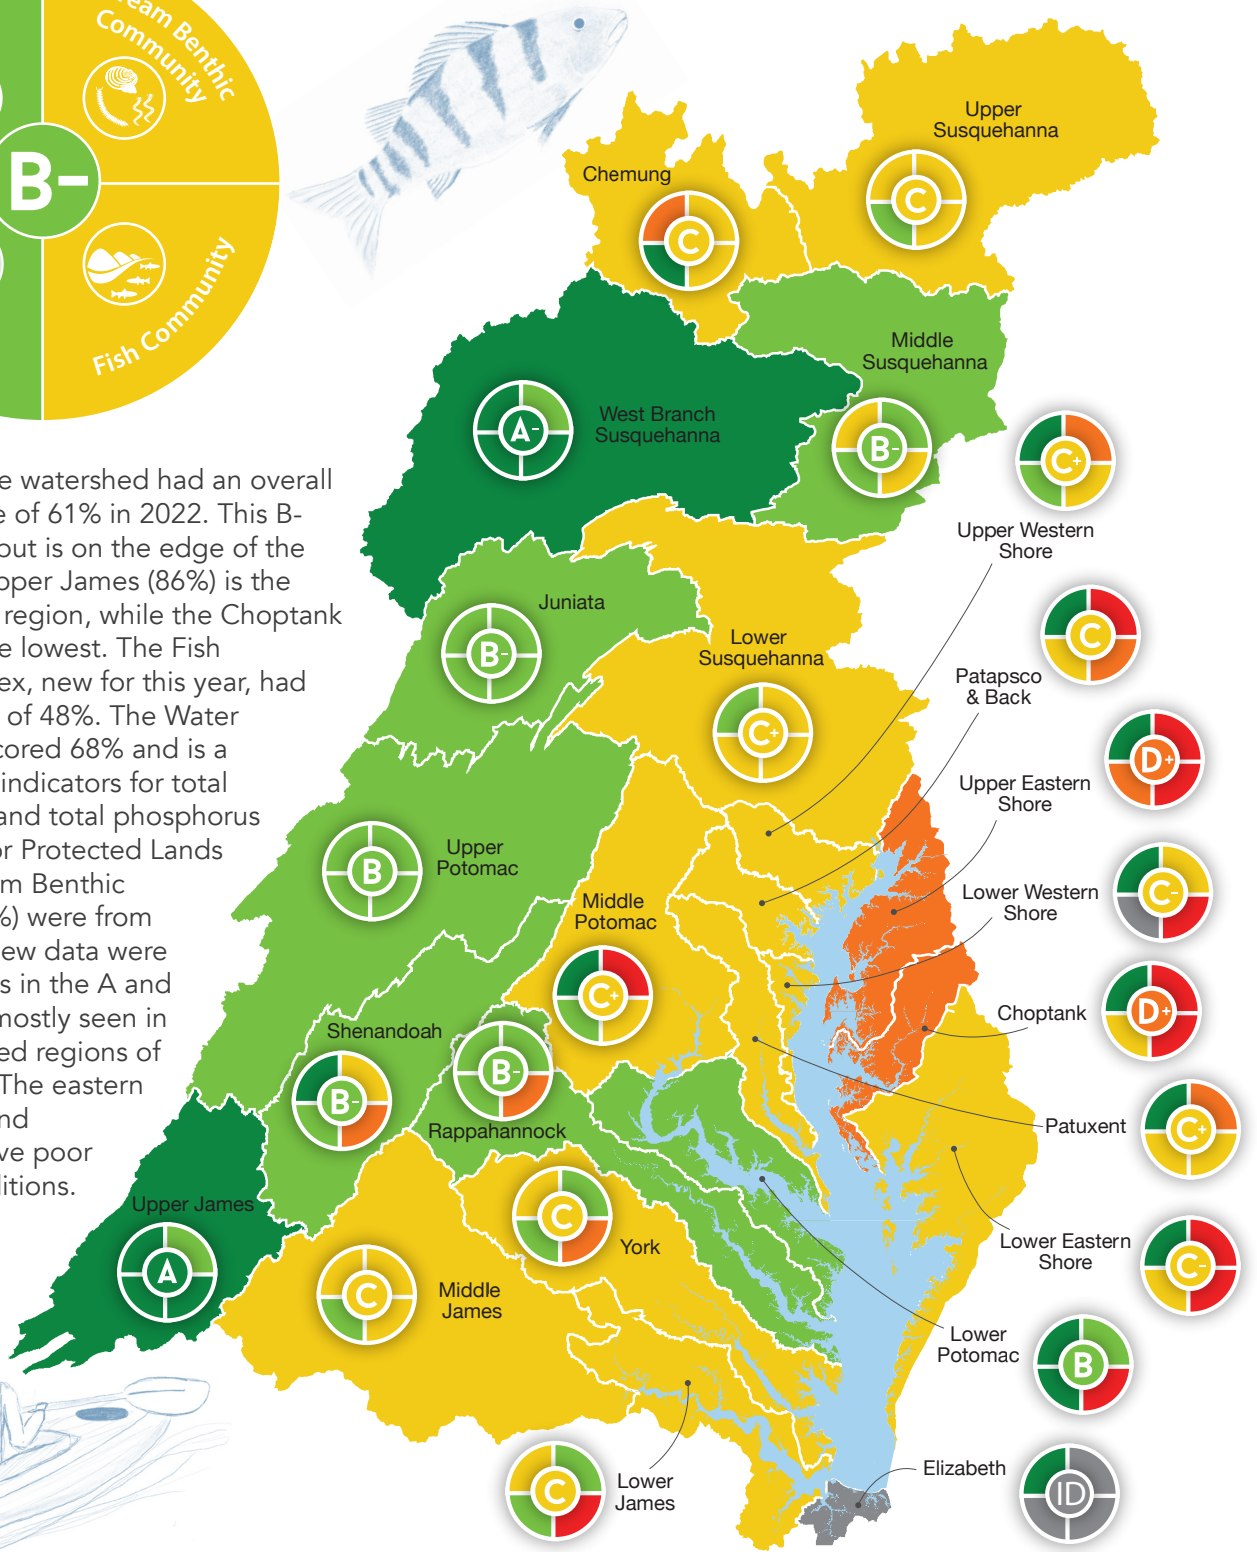 Community
B-
Fish Community
e watershed had an overall
e of 61% in 2022. This B-
out is on the edge of the
pper James (86%) is the
region, while the Choptank
e lowest. The Fish
ex, new for this year, had
of 48%. The Water
cored 68% and is a
indicators for total
and total phosphorus
or Protected Lands
m Benthic
%) were from
ew data were
s in the A and
mostly seen in
ed regions of
The eastern
nd
ve poor
ditions.
Upper
Susquehanna
C
Chemung
C
Middle
Susquehanna
B-
West Branch
Susquehanna
A-
C+
Upper Western
Shore
Juniata
B-
Lower
Susquehanna
C+
C
Patapsco
& Back
D+
Upper Eastern
Shore
Upper
Potomac
B
Middle
Potomac
C+
C-
Lower Western
Shore
Choptank
D+
Shenandoah
B-
B-
Rappahannock
Patuxent
C+
Upper James
A
C
York
Lower Eastern
Shore
C-
Middle
James
C
Lower
Potomac
B
C
Lower
James
Elizabeth
ID